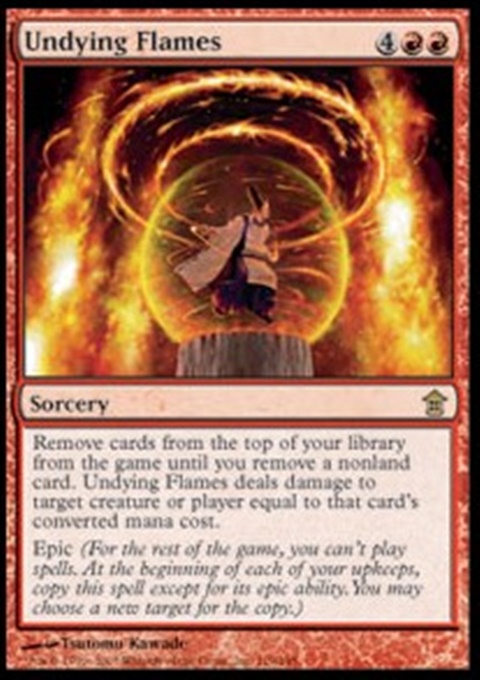 Undying Flames 4
Sorcery
Remove cards from the top of your library
from the game until you remove a nonland
card. Undying Flames deals damage to
target creature or player equal to that card's
converted mana cost.
Epic (For the rest of the game, you can't play
spells. At the beginning of each of your upkeeps,
copy this spell except for its epic ability. You may
choose a new target for the copy.)
Tsutomu Kawade